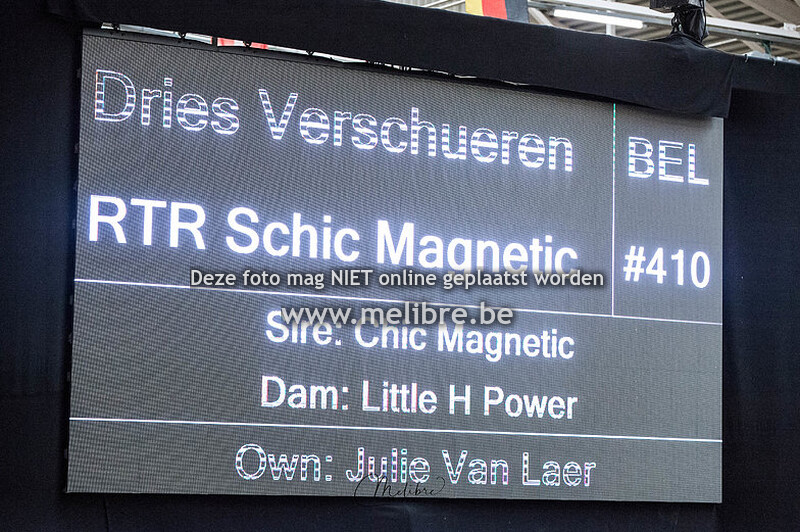 Dries Verschueren
BEL
RTR Schic Magnetic
#410
Deze foto mag NIET online geplaatst worden
www.melibre.be
Sire: Chic Magnetic
Dam: Little H Power
Own: Julie Van Laer
Melibre